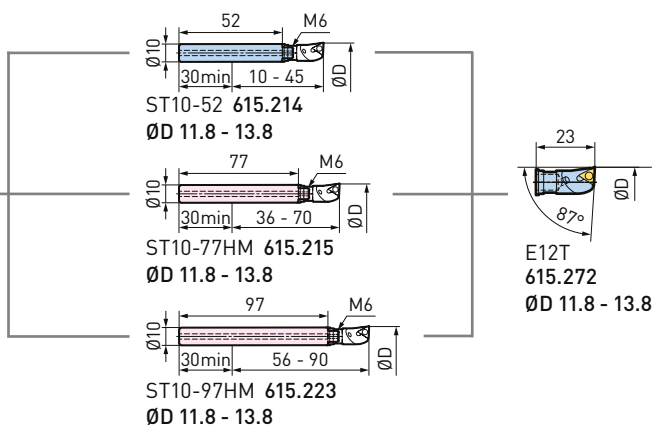 52
M6
Ø10
30min
10 - 45
ØD
ST10-52 615.214
ØD 11.8 - 13.8
77
M6
Ø10
30min
36 - 70
ØD
ST10-77HM 615.215
ØD 11.8 - 13.8
97
M6
Ø10
30min
56 - 90
ØD
ST10-97HM 615.223
ØD 11.8 - 13.8
23
ØD
87°
E12T
615.272
ØD 11.8 - 13.8